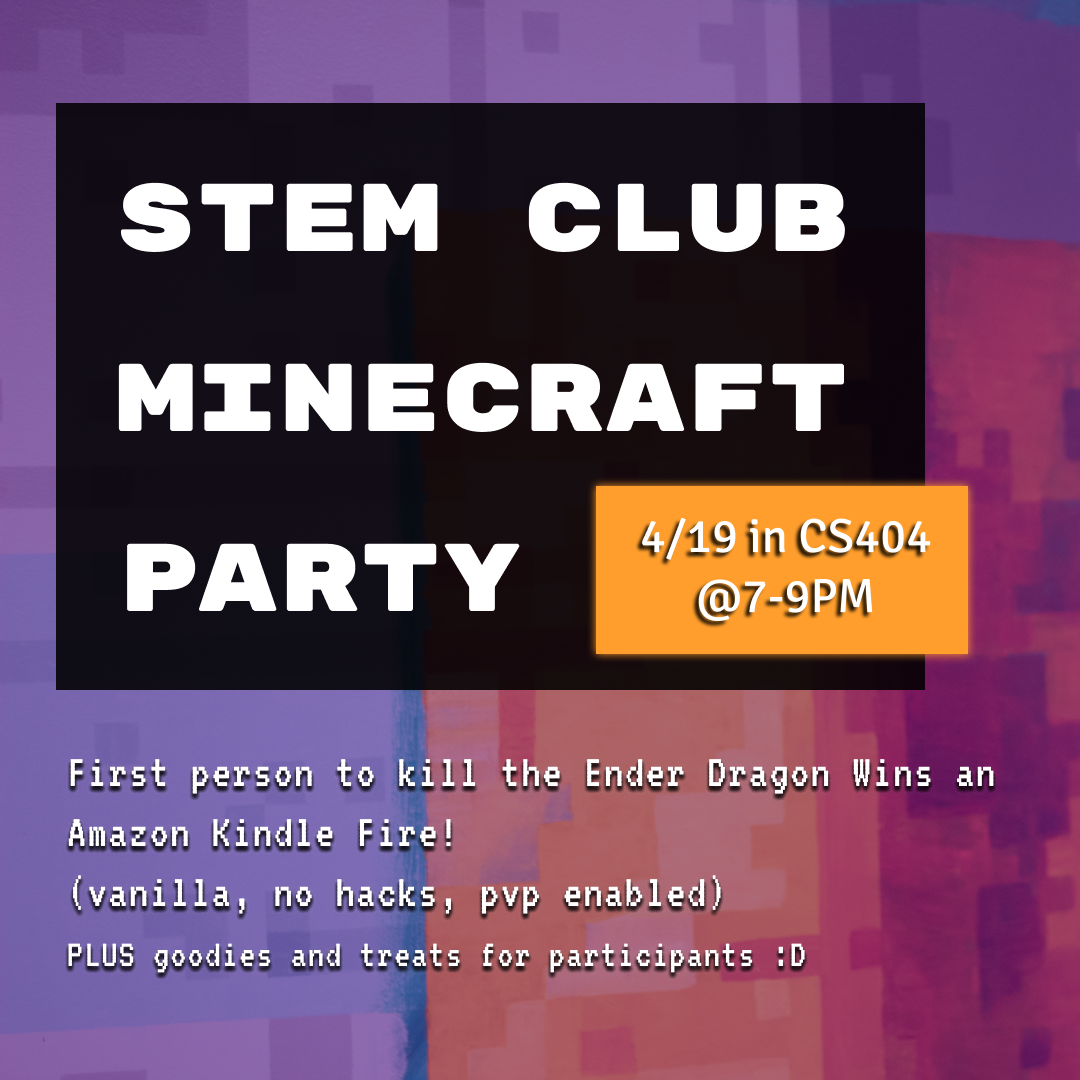 STEM CLUB
MINECRAFT
PARTY
4/19 in CS404
@7-9PM
First person to kill the Ender Dragon Wins an
Amazon Kindle Fire!
(vanilla, no hacks, pvp enabled)
PLUS goodies and treats for participants :D